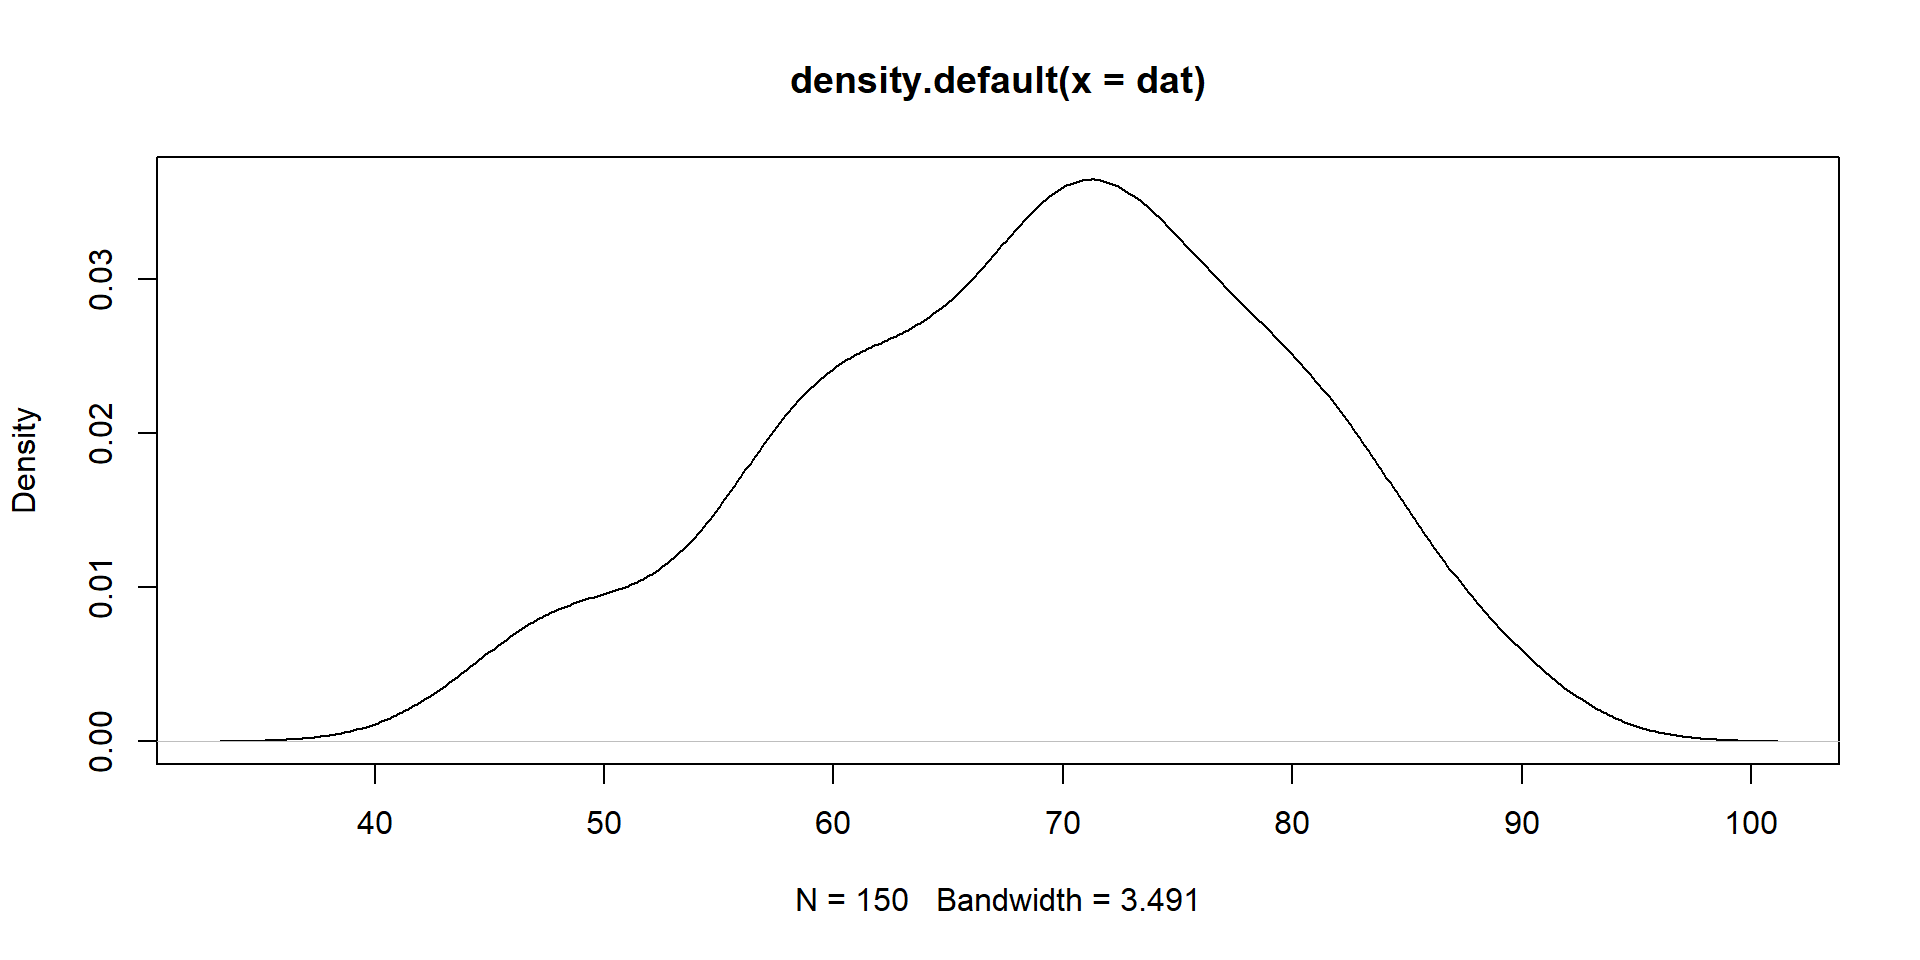 density.default(x = dat)
Density
0.03
0.02
0.01
0.00
40 50 60 70 80 90 100
N = 150 Bandwidth = 3.491